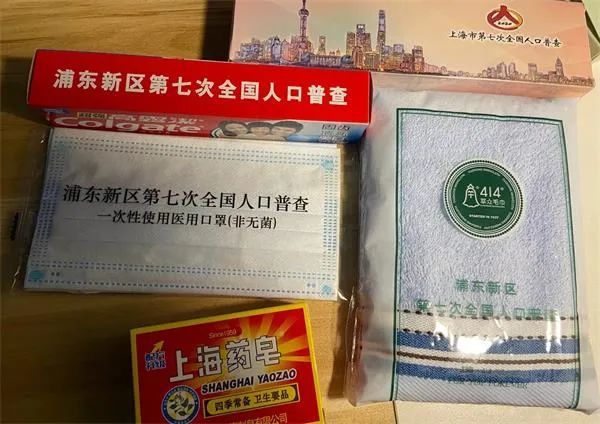 上海市第七次全国人口普查
浦东新区第七次全国人口普查
Colgate
浦东新区第七次全国人口普查
一次性使用医用口罩(非无菌)
"414"
群众毛巾
浦东新区
第七次全国人口普查
Since1959
上海药皂
SHANGHAI YAOZAO
四季常备 卫生要品